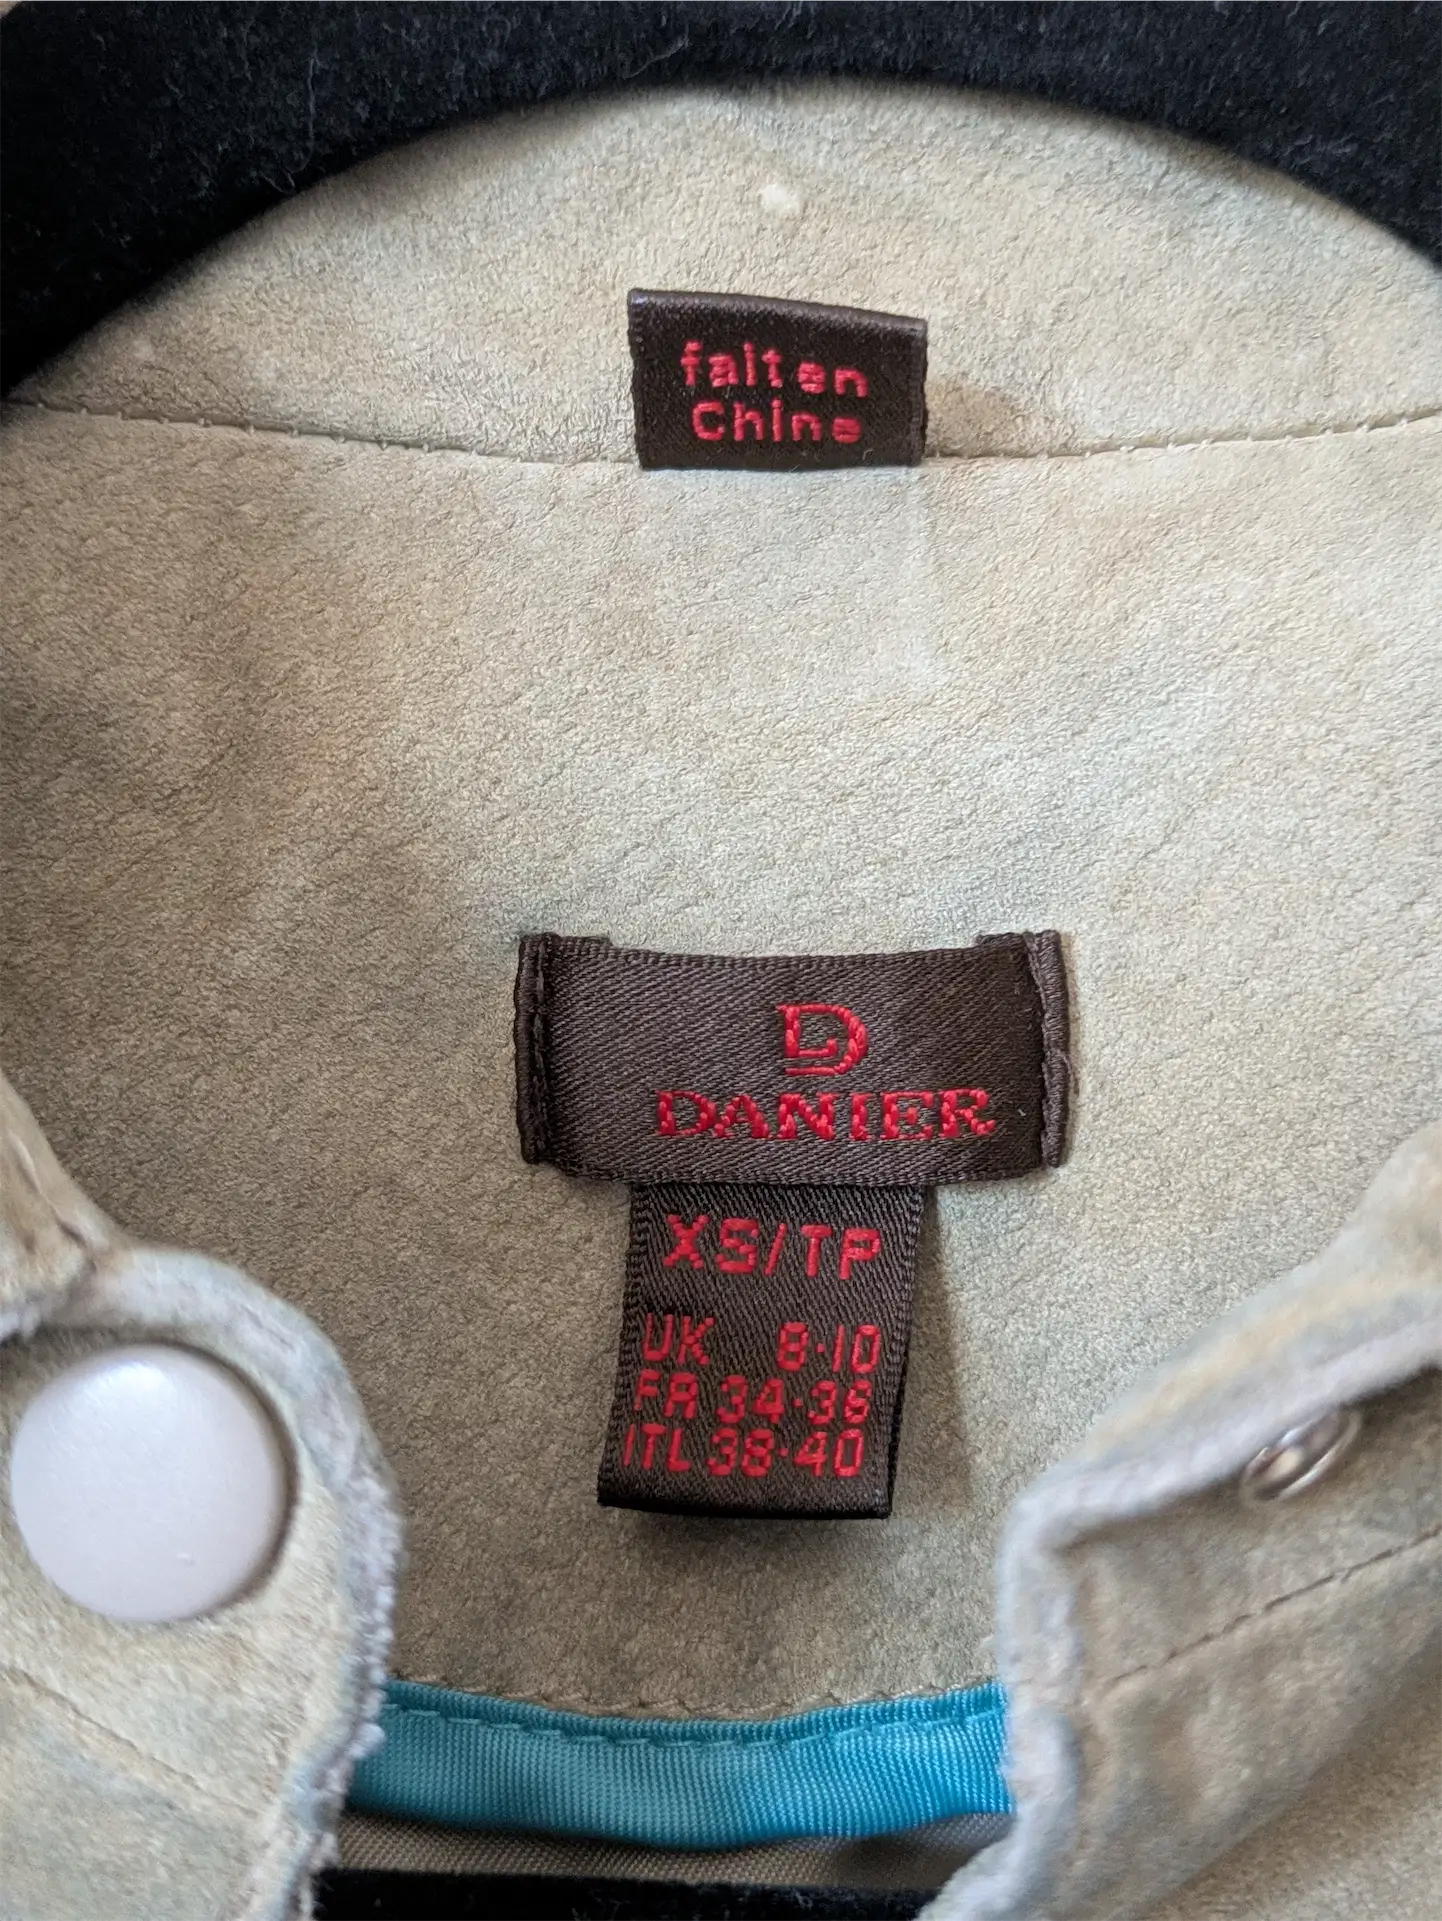 fait en
Chine
D
DANIER
XS/TP
UK 8-10
FR 34-36
ITL 38-40